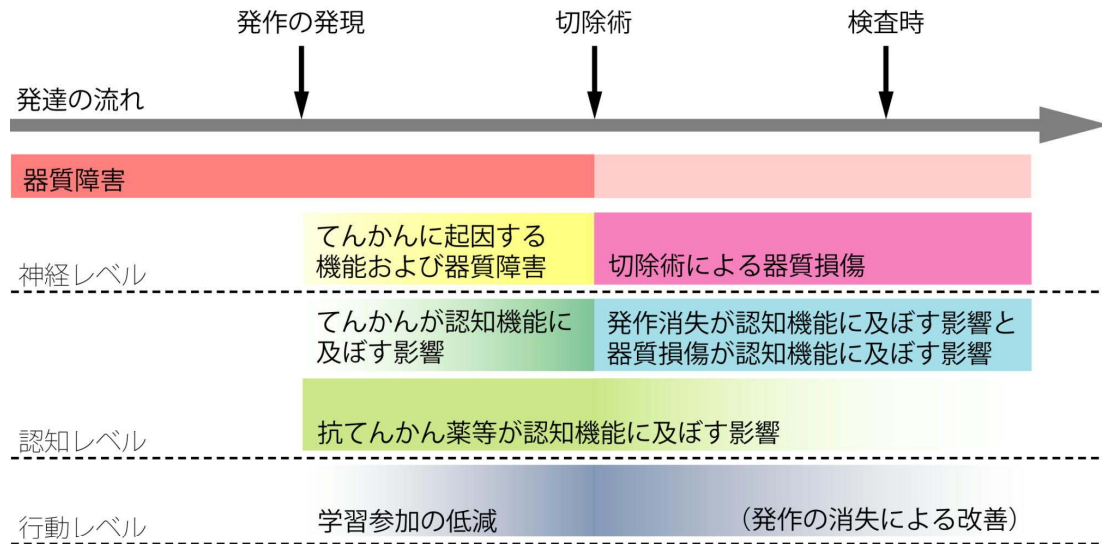 発作の発現
切除術
検査時
発達の流れ
器質障害
てんかんに起因する
機能および器質障害
切除術による器質損傷
神経レベル
てんかんが認知機能に
及ぼす影響
発作消失が認知機能に及ぼす影響と
器質損傷が認知機能に及ぼす影響
抗てんかん薬等が認知機能に及ぼす影響
認知レベル
学習参加の低減
（発作の消失による改善）
行動レベル